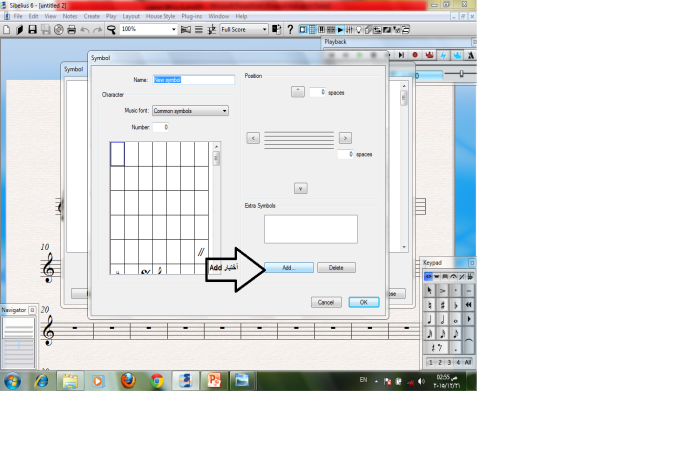 Sibelius 6 - [untitled 2]
File Edit View Notes Create Play Layout House Style Plug-ins Window Help
100% Full Score
Playback
Symbol
Symbol
Name: New symbol
Character
Music font: Common symbols
Number: 0
Position
0 spaces
0 spaces
Extra Symbols
أختيار Add
Add...
Delete
Cancel
OK
10
20
Navigator
Keypad
1 2 3 4 All
EN
02:55 ص